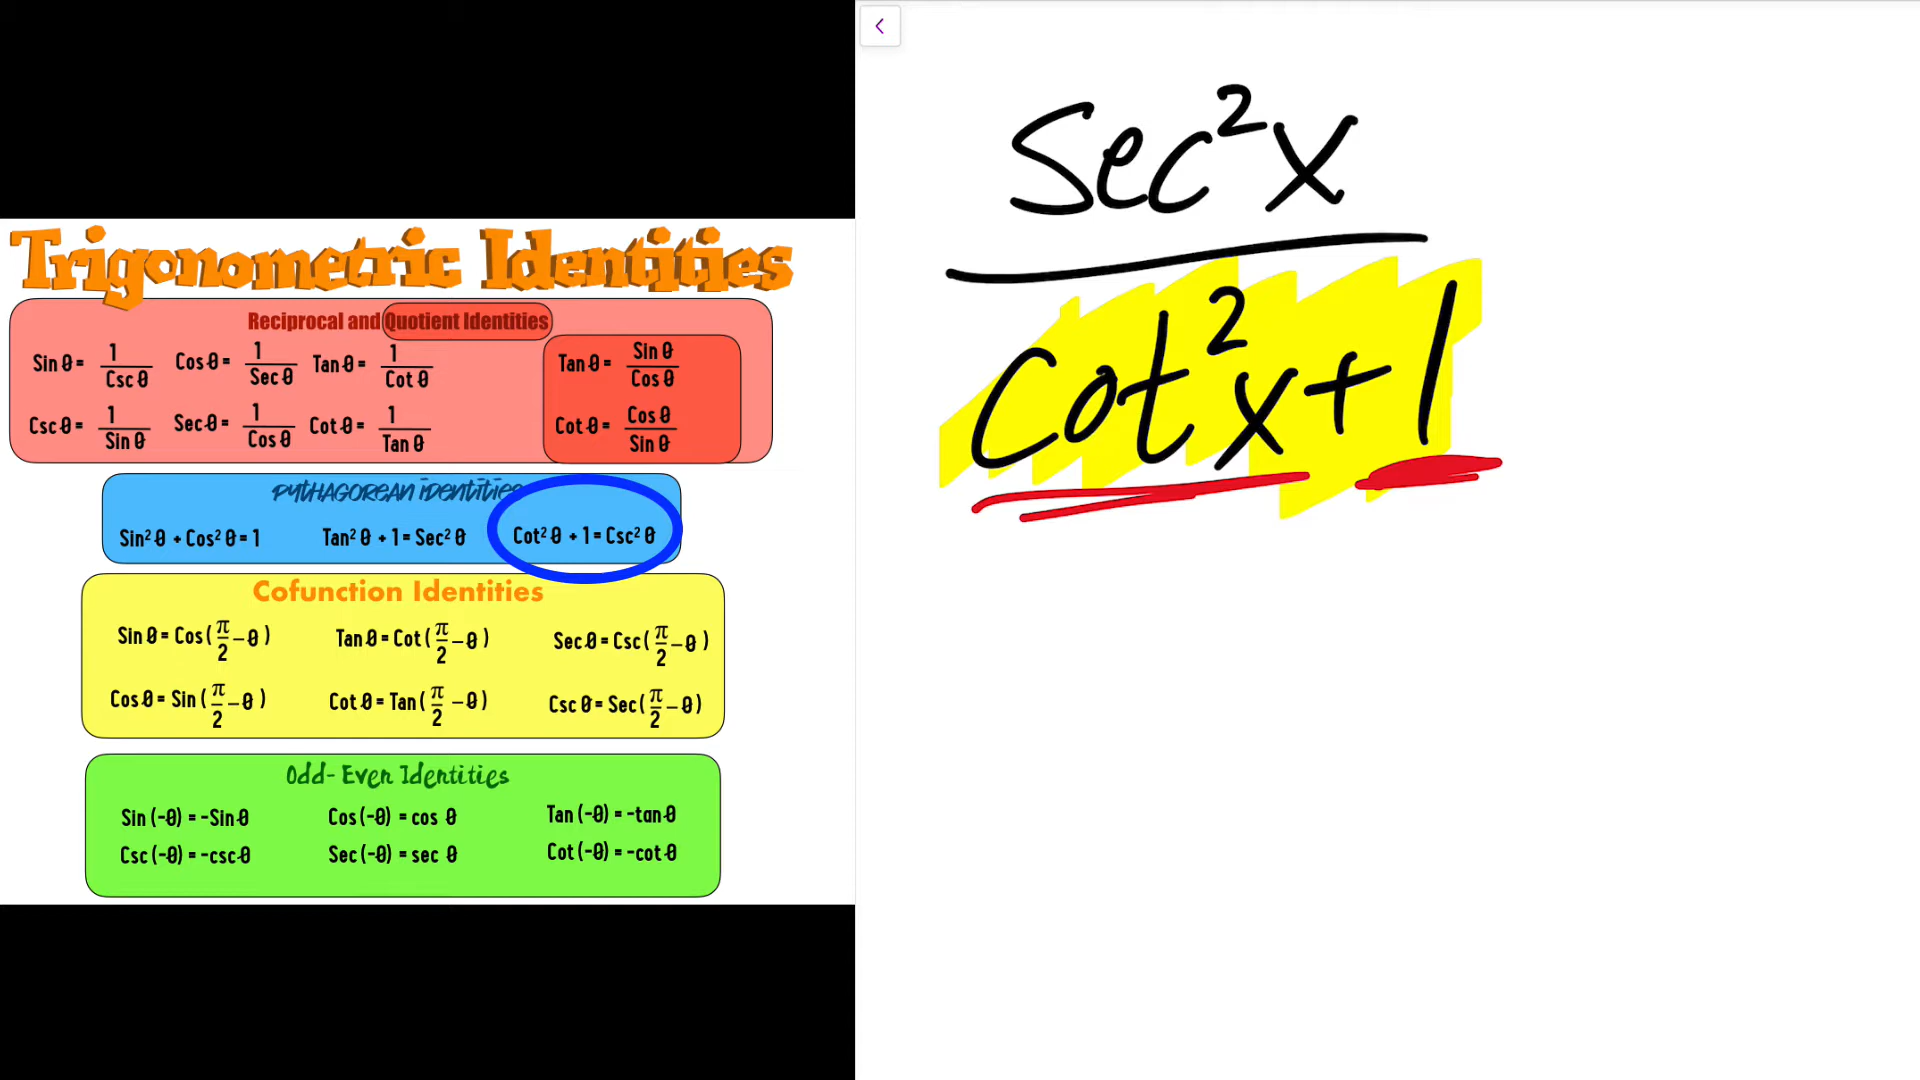 Trigonometric Identities
Reciprocal and Quotient Identities
Sin θ = 1/Csc θ Cos θ = 1/Sec θ Tan θ = 1/Cot θ Tan θ = Sin θ/Cos θ
Csc θ = 1/Sin θ Sec θ = 1/Cos θ Cot θ = 1/Tan θ Cot θ = Cos θ/Sin θ
Pythagorean identities
Sin² θ + Cos² θ = 1 Tan² θ + 1 = Sec² θ Cot² θ + 1 = Csc² θ
Cofunction Identities
Sin θ = Cos (π/2 – θ) Tan θ = Cot (π/2 – θ) Sec θ = Csc (π/2 – θ)
Cos θ = Sin (π/2 – θ) Cot θ = Tan (π/2 – θ) Csc θ = Sec (π/2 – θ)
Odd- Even Identities
Sin (-θ) = -Sin θ Cos (-θ) = cos θ Tan (-θ) = -tan θ
Csc (-θ) = -csc θ Sec (-θ) = sec θ Cot (-θ) = -cot θ
Sec²x
Cot²x+1